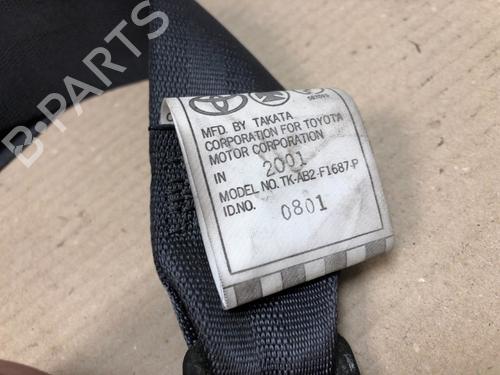 MFD. BY TAKATA
CORPORATION FOR TOYOTA
MOTOR CORPORATION
IN 2001
MODEL NO. TK-AB2-F1687-P
ID.NO. 0801
B-PARTS